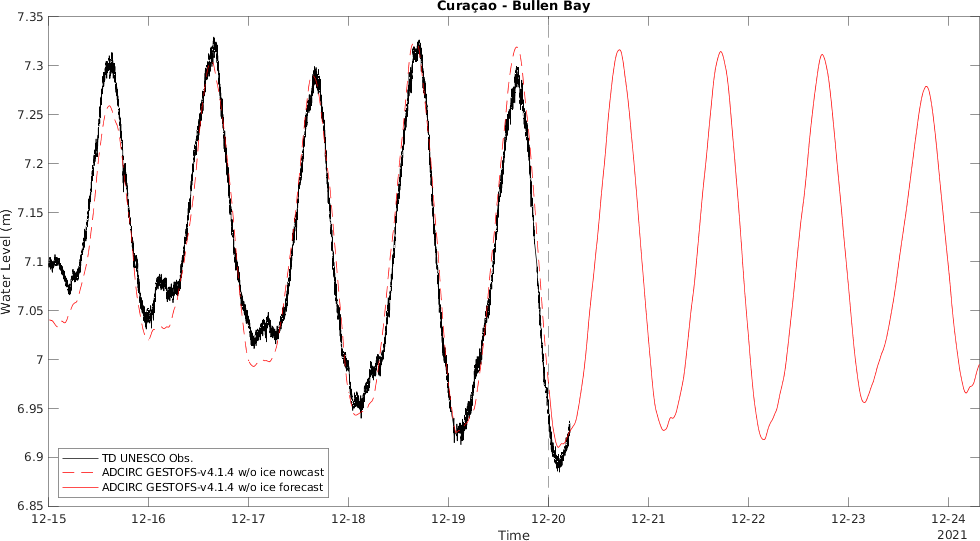 Curaçao - Bullen Bay
7.35
7.3
7.25
7.2
7.15
7.1
7.05
7
6.95
6.9
6.85
Water Level (m)
TD UNESCO Obs.
ADCIRC GESTOFS-v4.1.4 w/o ice nowcast
ADCIRC GESTOFS-v4.1.4 w/o ice forecast
12-15 12-16 12-17 12-18 12-19 12-20 12-21 12-22 12-23 12-24
Time
2021